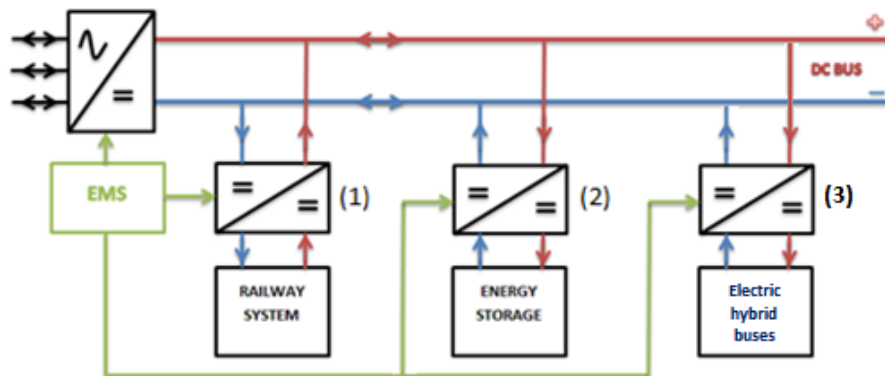 +
DC BUS
−
=
EMS
=
=
(1)
=
=
(2)
=
=
(3)
RAILWAY
SYSTEM
ENERGY
STORAGE
Electric
hybrid
buses